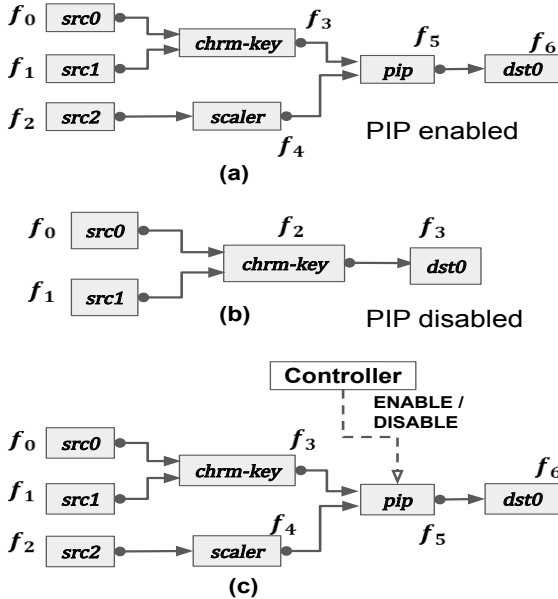 f0 src0 chrm-key f3
f1 src1 pip f5 dst0 f6
f2 src2 scaler f4 PIP enabled
(a)
f0 src0 f2 f3
chrm-key dst0
f1 src1 (b) PIP disabled
Controller
ENABLE /
DISABLE
f0 src0 chrm-key f3 f6
f1 src1 pip dst0
f5
f2 src2 scaler f4
(c)